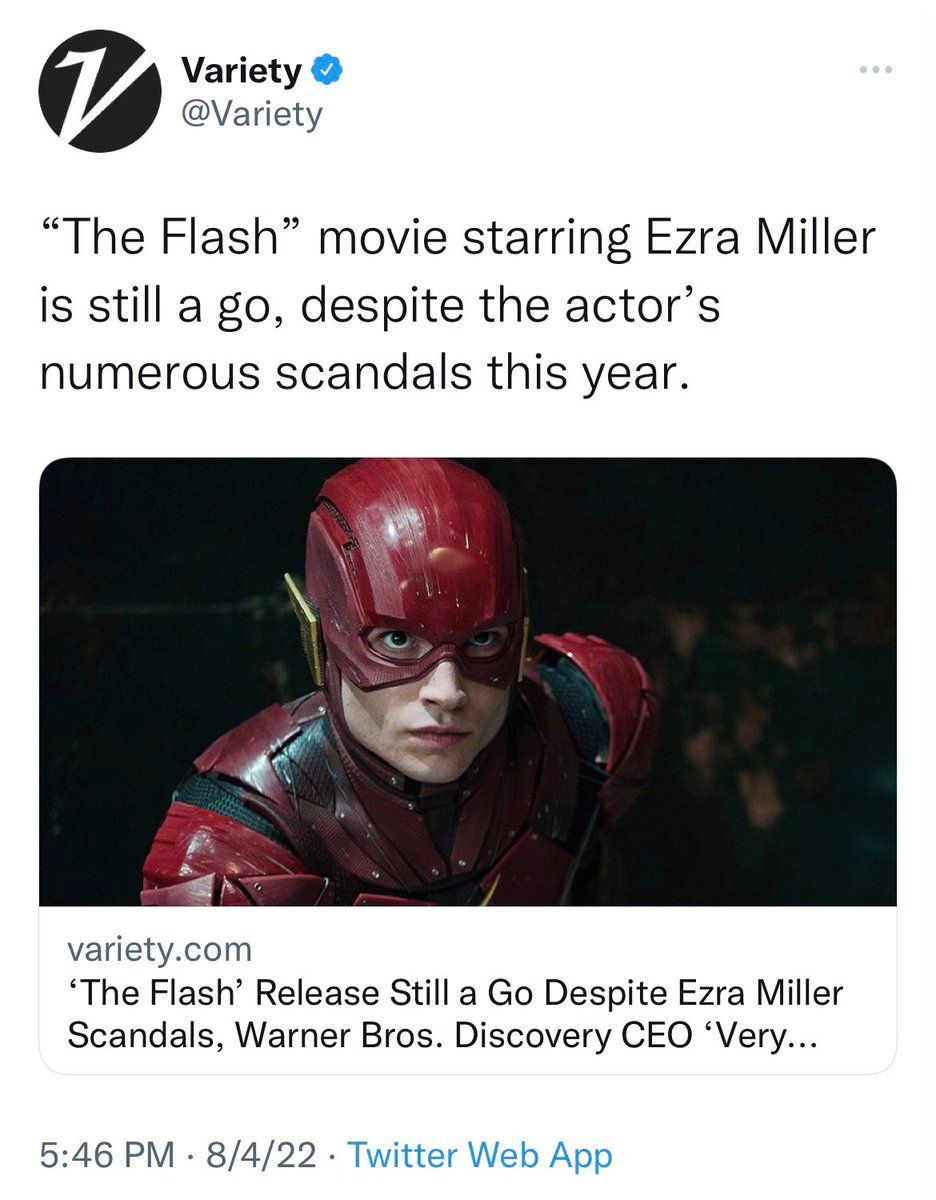 Variety
@Variety
“The Flash” movie starring Ezra Miller
is still a go, despite the actor’s
numerous scandals this year.
variety.com
‘The Flash’ Release Still a Go Despite Ezra Miller
Scandals, Warner Bros. Discovery CEO ‘Very...
5:46 PM · 8/4/22 · Twitter Web App